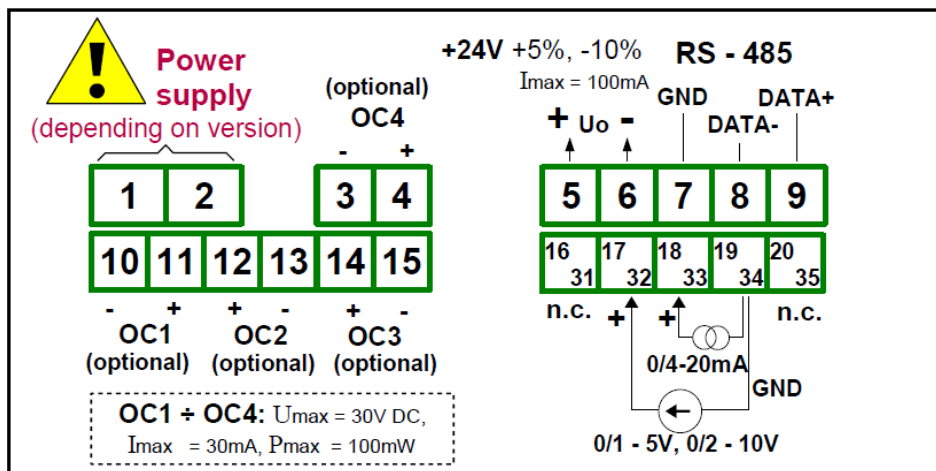 Power
supply
(depending on version)
(optional)
OC4
- +
+24V +5%, -10%
Imax = 100mA
RS - 485
GND
DATA-
DATA+
+ Uo -
1 2 3 4 5 6 7 8 9
10 11 12 13 14 15
16 31 17 32 18 33 19 34 20 35
- + + - + -
OC1 OC2 OC3
(optional) (optional) (optional)
n.c. + + n.c.
0/4-20mA
GND
0/1 - 5V, 0/2 - 10V
OC1 ÷ OC4: Umax = 30V DC,
Imax = 30mA, Pmax = 100mW